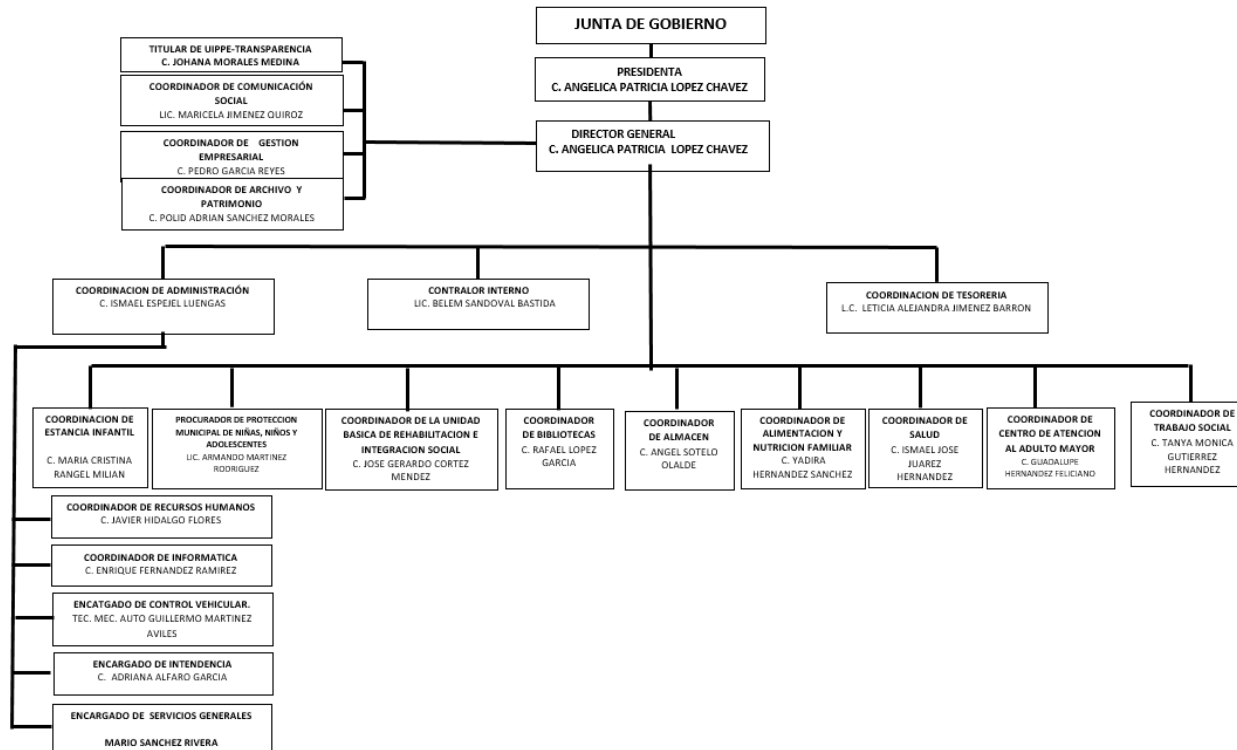 JUNTA DE GOBIERNO
PRESIDENTA
C. ANGELICA PATRICIA LOPEZ CHAVEZ
DIRECTOR GENERAL
C. ANGELICA PATRICIA LOPEZ CHAVEZ
TITULAR DE UIPPE-TRANSPARENCIA
C. JOHANA MORALES MEDINA
COORDINADOR DE COMUNICACIÓN
SOCIAL
LIC. MARICELA JIMENEZ QUIROZ
COORDINADOR DE GESTION
EMPRESARIAL
C. PEDRO GARCIA REYES
COORDINADOR DE ARCHIVO Y
PATRIMONIO
C. POLID ADRIAN SANCHEZ MORALES
COORDINACION DE ADMINISTRACIÓN
C. ISMAEL ESPEJEL LUENGAS
CONTRALOR INTERNO
LIC. BELEM SANDOVAL BASTIDA
COORDINACION DE TESORERIA
L.C. LETICIA ALEJANDRA JIMENEZ BARRON
COORDINACION DE
ESTANCIA INFANTIL
C. MARIA CRISTINA
RANGEL MILIAN
PROCURADOR DE PROTECCION
MUNICIPAL DE NIÑAS, NIÑOS Y
ADOLESCENTES
LIC. ARMANDO MARTINEZ
RODRIGUEZ
COORDINADOR DE LA UNIDAD
BASICA DE REHABILITACION E
INTEGRACION SOCIAL
C. JOSE GERARDO CORTEZ
MENDEZ
COORDINADOR
DE BIBLIOTECAS
C. RAFAEL LOPEZ
GARCIA
COORDINADOR
DE ALMACEN
C. ANGEL SOTELO
OLALDE
COORDINADOR DE
ALIMENTACION Y
NUTRICION FAMILIAR
C. YADIRA
HERNANDEZ SANCHEZ
COORDINADOR DE
SALUD
C. ISMAEL JOSE
JUAREZ
HERNANDEZ
COORDINADOR DE
CENTRO DE ATENCION
AL ADULTO MAYOR
C. GUADALUPE
HERNANDEZ FELICIANO
COORDINADOR DE
TRABAJO SOCIAL
C. TANYA MONICA
GUTIERREZ
HERNANDEZ
COORDINADOR DE RECURSOS HUMANOS
C. JAVIER HIDALGO FLORES
COORDINADOR DE INFORMATICA
C. ENRIQUE FERNANDEZ RAMIREZ
ENCATGADO DE CONTROL VEHICULAR.
TEC. MEC. AUTO GUILLERMO MARTINEZ
AVILES
ENCARGADO DE INTENDENCIA
C. ADRIANA ALFARO GARCIA
ENCARGADO DE SERVICIOS GENERALES
MARIO SANCHEZ RIVERA